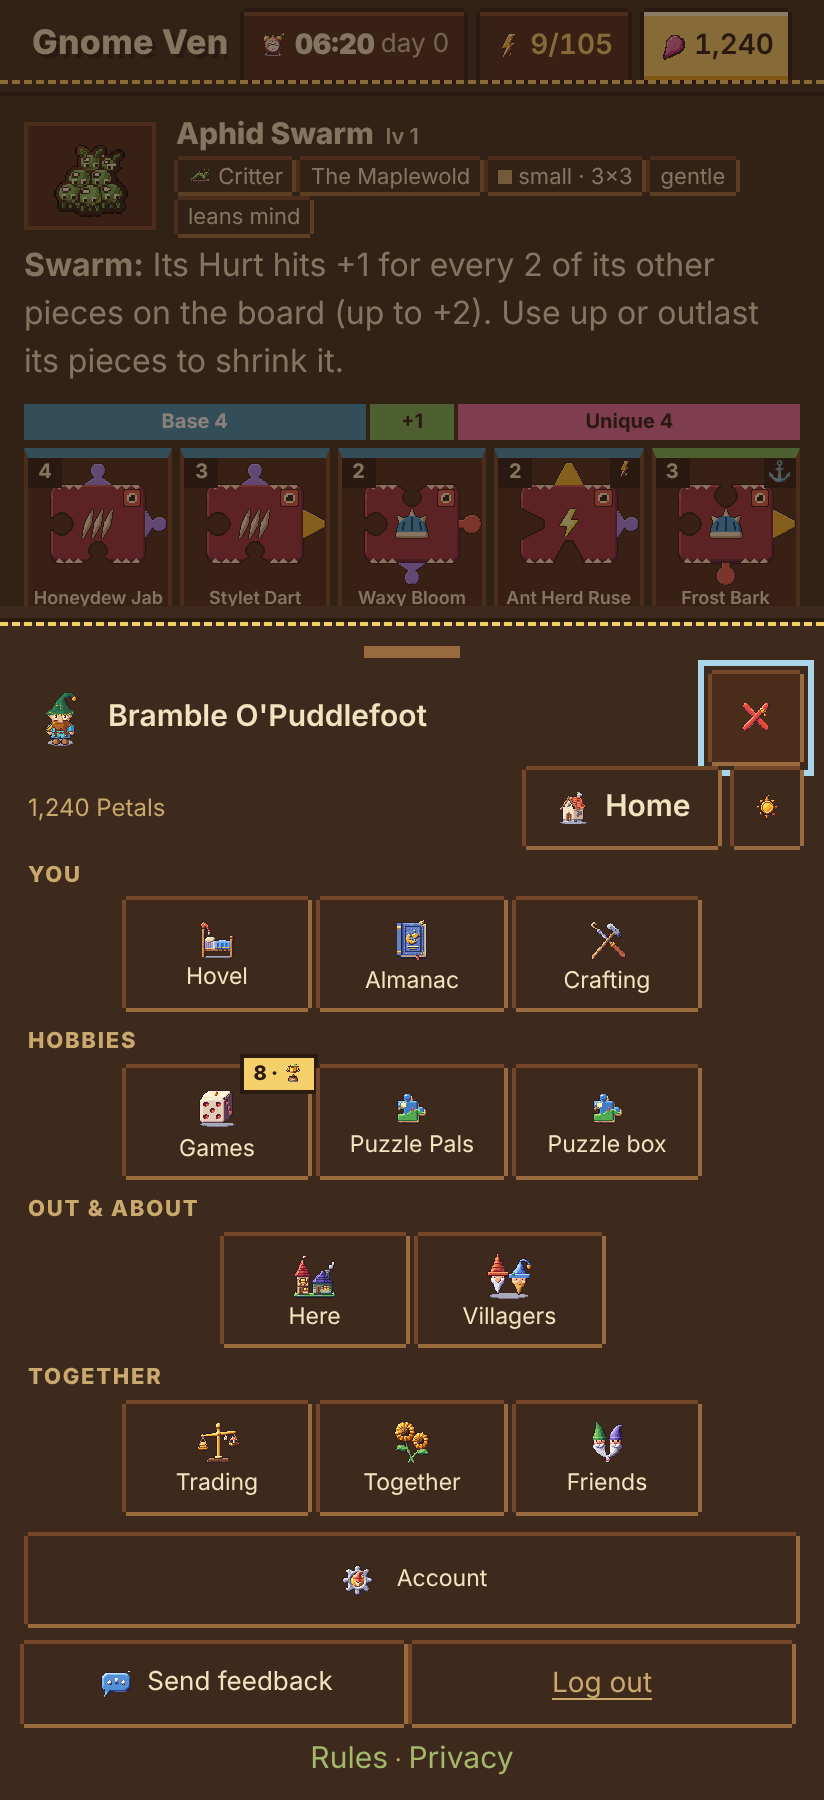 Gnome Ven
06:20 day 0
9/105
1,240
Aphid Swarm lv 1
Critter
The Maplewold
small · 3×3
gentle
leans mind
Swarm: Its Hurt hits +1 for every 2 of its other
pieces on the board (up to +2). Use up or outlast
its pieces to shrink it.
Base 4
+1
Unique 4
4
3
2
2
3
Honeydew Jab
Stylet Dart
Waxy Bloom
Ant Herd Ruse
Frost Bark
Bramble O'Puddlefoot
1,240 Petals
Home
YOU
Hovel
Almanac
Crafting
HOBBIES
8 ·
Games
Puzzle Pals
Puzzle box
OUT & ABOUT
Here
Villagers
TOGETHER
Trading
Together
Friends
Account
Send feedback
Log out
Rules · Privacy